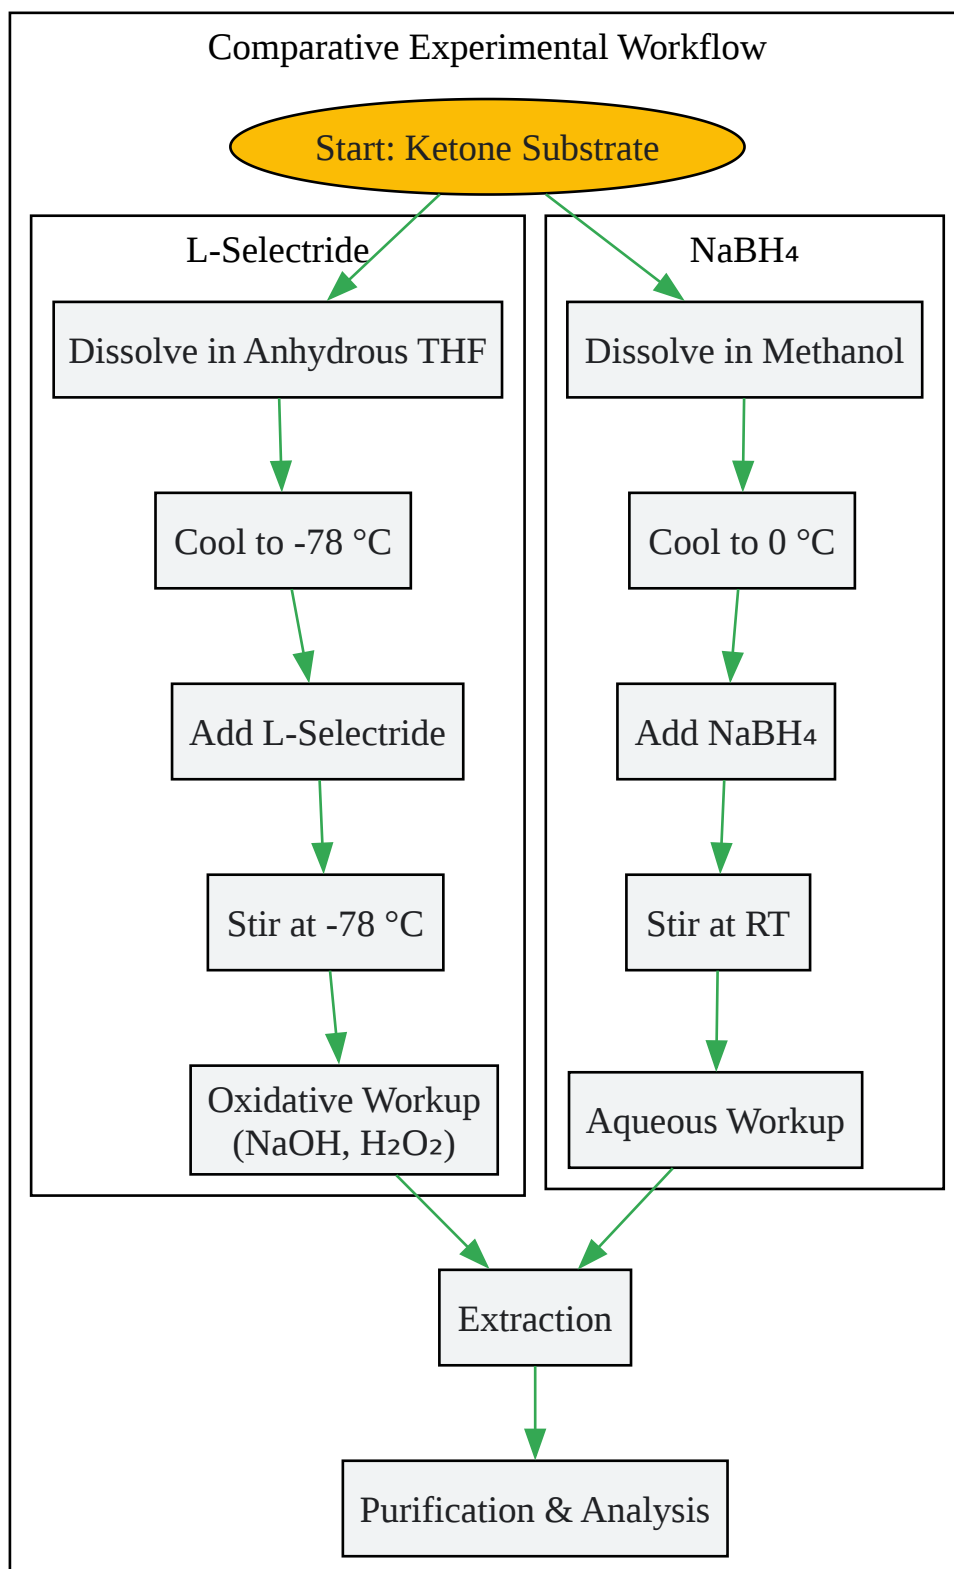 Comparative Experimental Workflow
Start: Ketone Substrate
L-Selectride
Dissolve in Anhydrous THF
Cool to -78 °C
Add L-Selectride
Stir at -78 °C
Oxidative Workup
(NaOH, H₂O₂)
NaBH₄
Dissolve in Methanol
Cool to 0 °C
Add NaBH₄
Stir at RT
Aqueous Workup
Extraction
Purification & Analysis